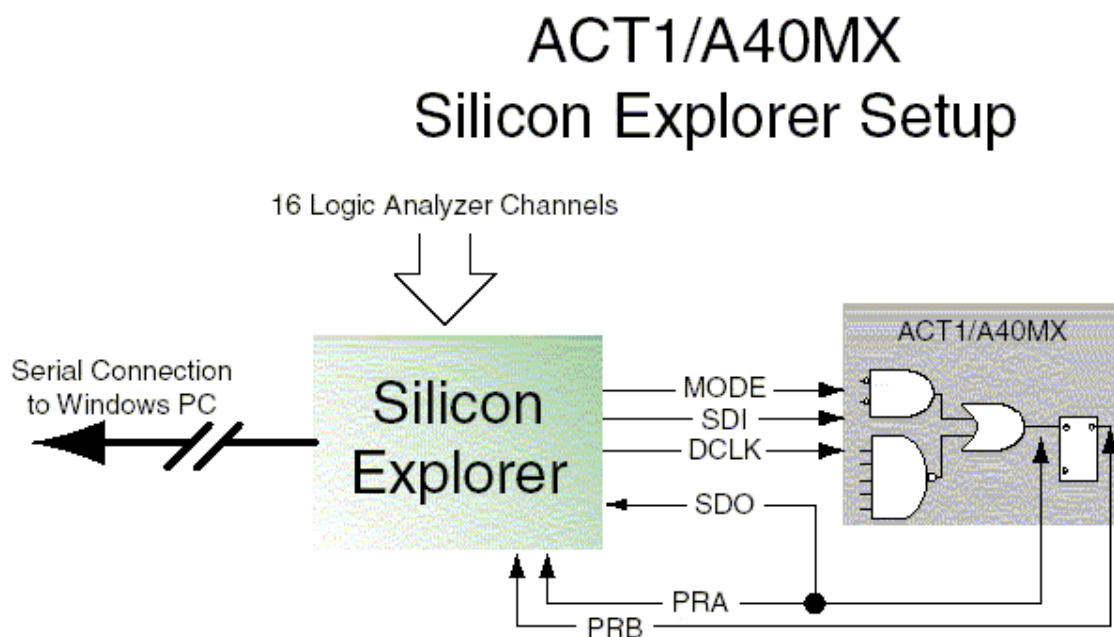 ACT1/A40MX
Silicon Explorer Setup
16 Logic Analyzer Channels
Serial Connection
to Windows PC
Silicon
Explorer
MODE
SDI
DCLK
SDO
ACT1/A40MX
PRA
PRB